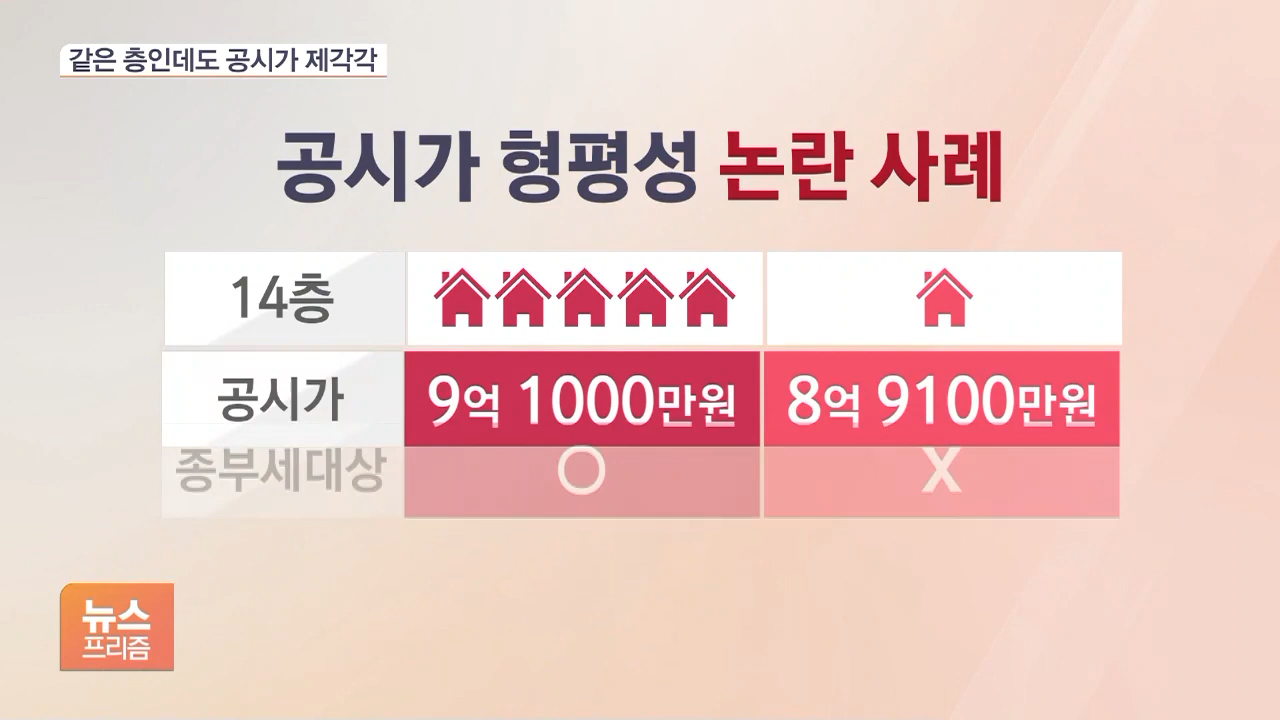 같은 층인데도 공시가 제각각
공시가 형평성 논란 사례
14층
공시가 9억 1000만원 8억 9100만원
종부세대상 O X
뉴스
프리즘